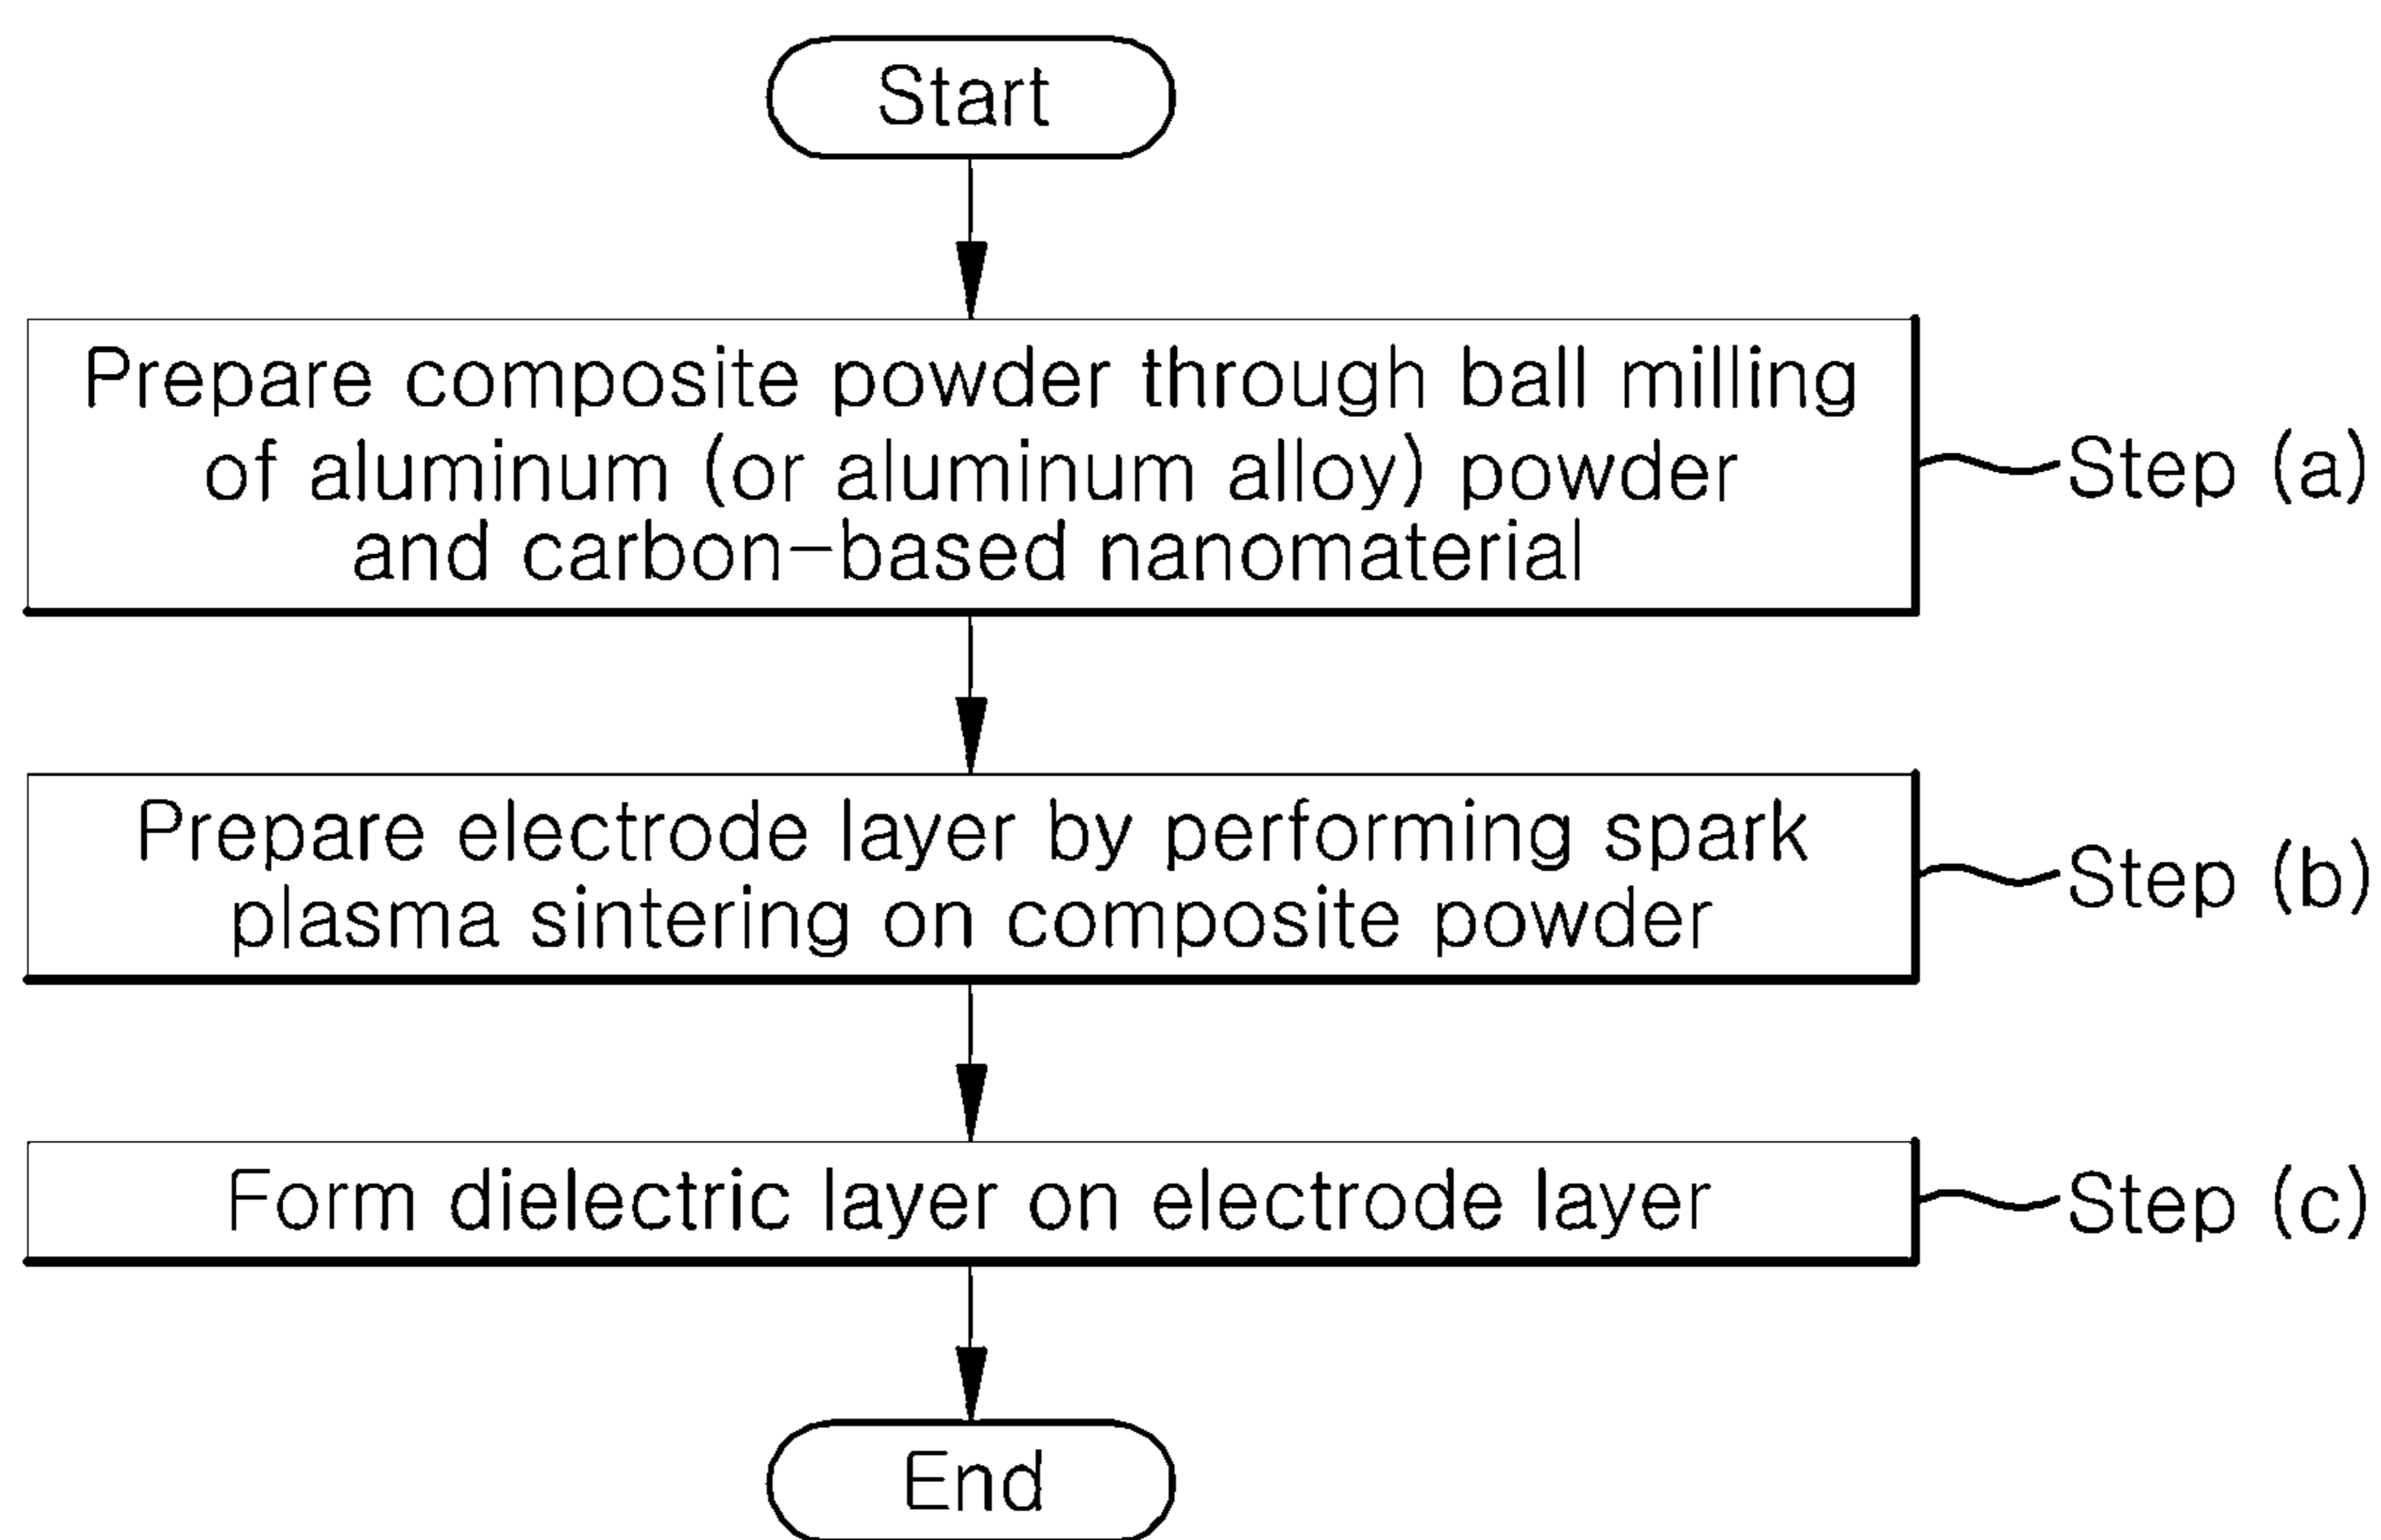 Start
Prepare composite powder through ball milling
of aluminum (or aluminum alloy) powder
and carbon-based nanomaterial
Step (a)
Prepare electrode layer by performing spark
plasma sintering on composite powder
Step (b)
Form dielectric layer on electrode layer
Step (c)
End